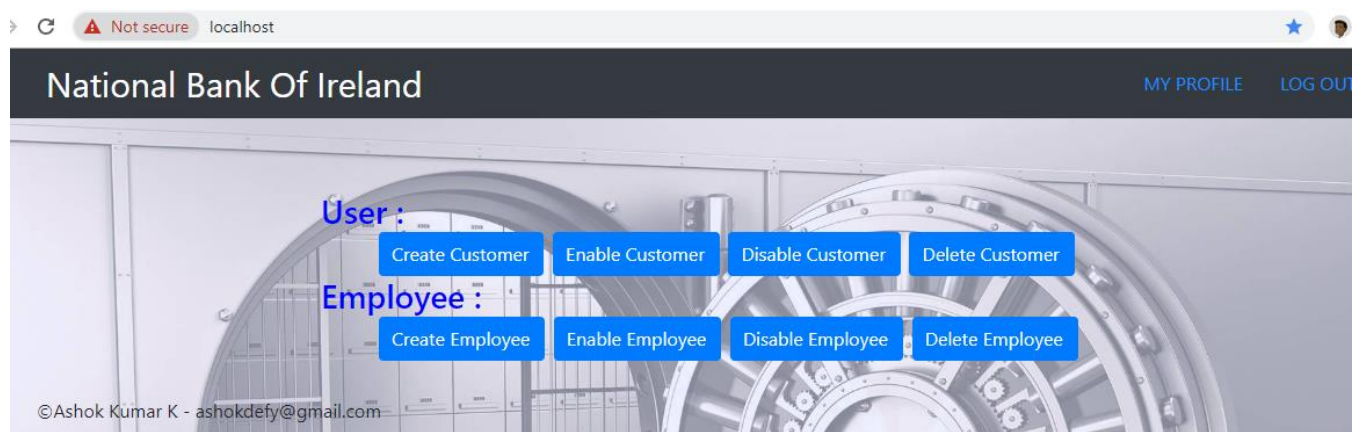 Not secure localhost
National Bank Of Ireland MY PROFILE LOG OUT
User :
Create Customer Enable Customer Disable Customer Delete Customer
Employee :
Create Employee Enable Employee Disable Employee Delete Employee
©Ashok Kumar K - ashokdefy@gmail.com